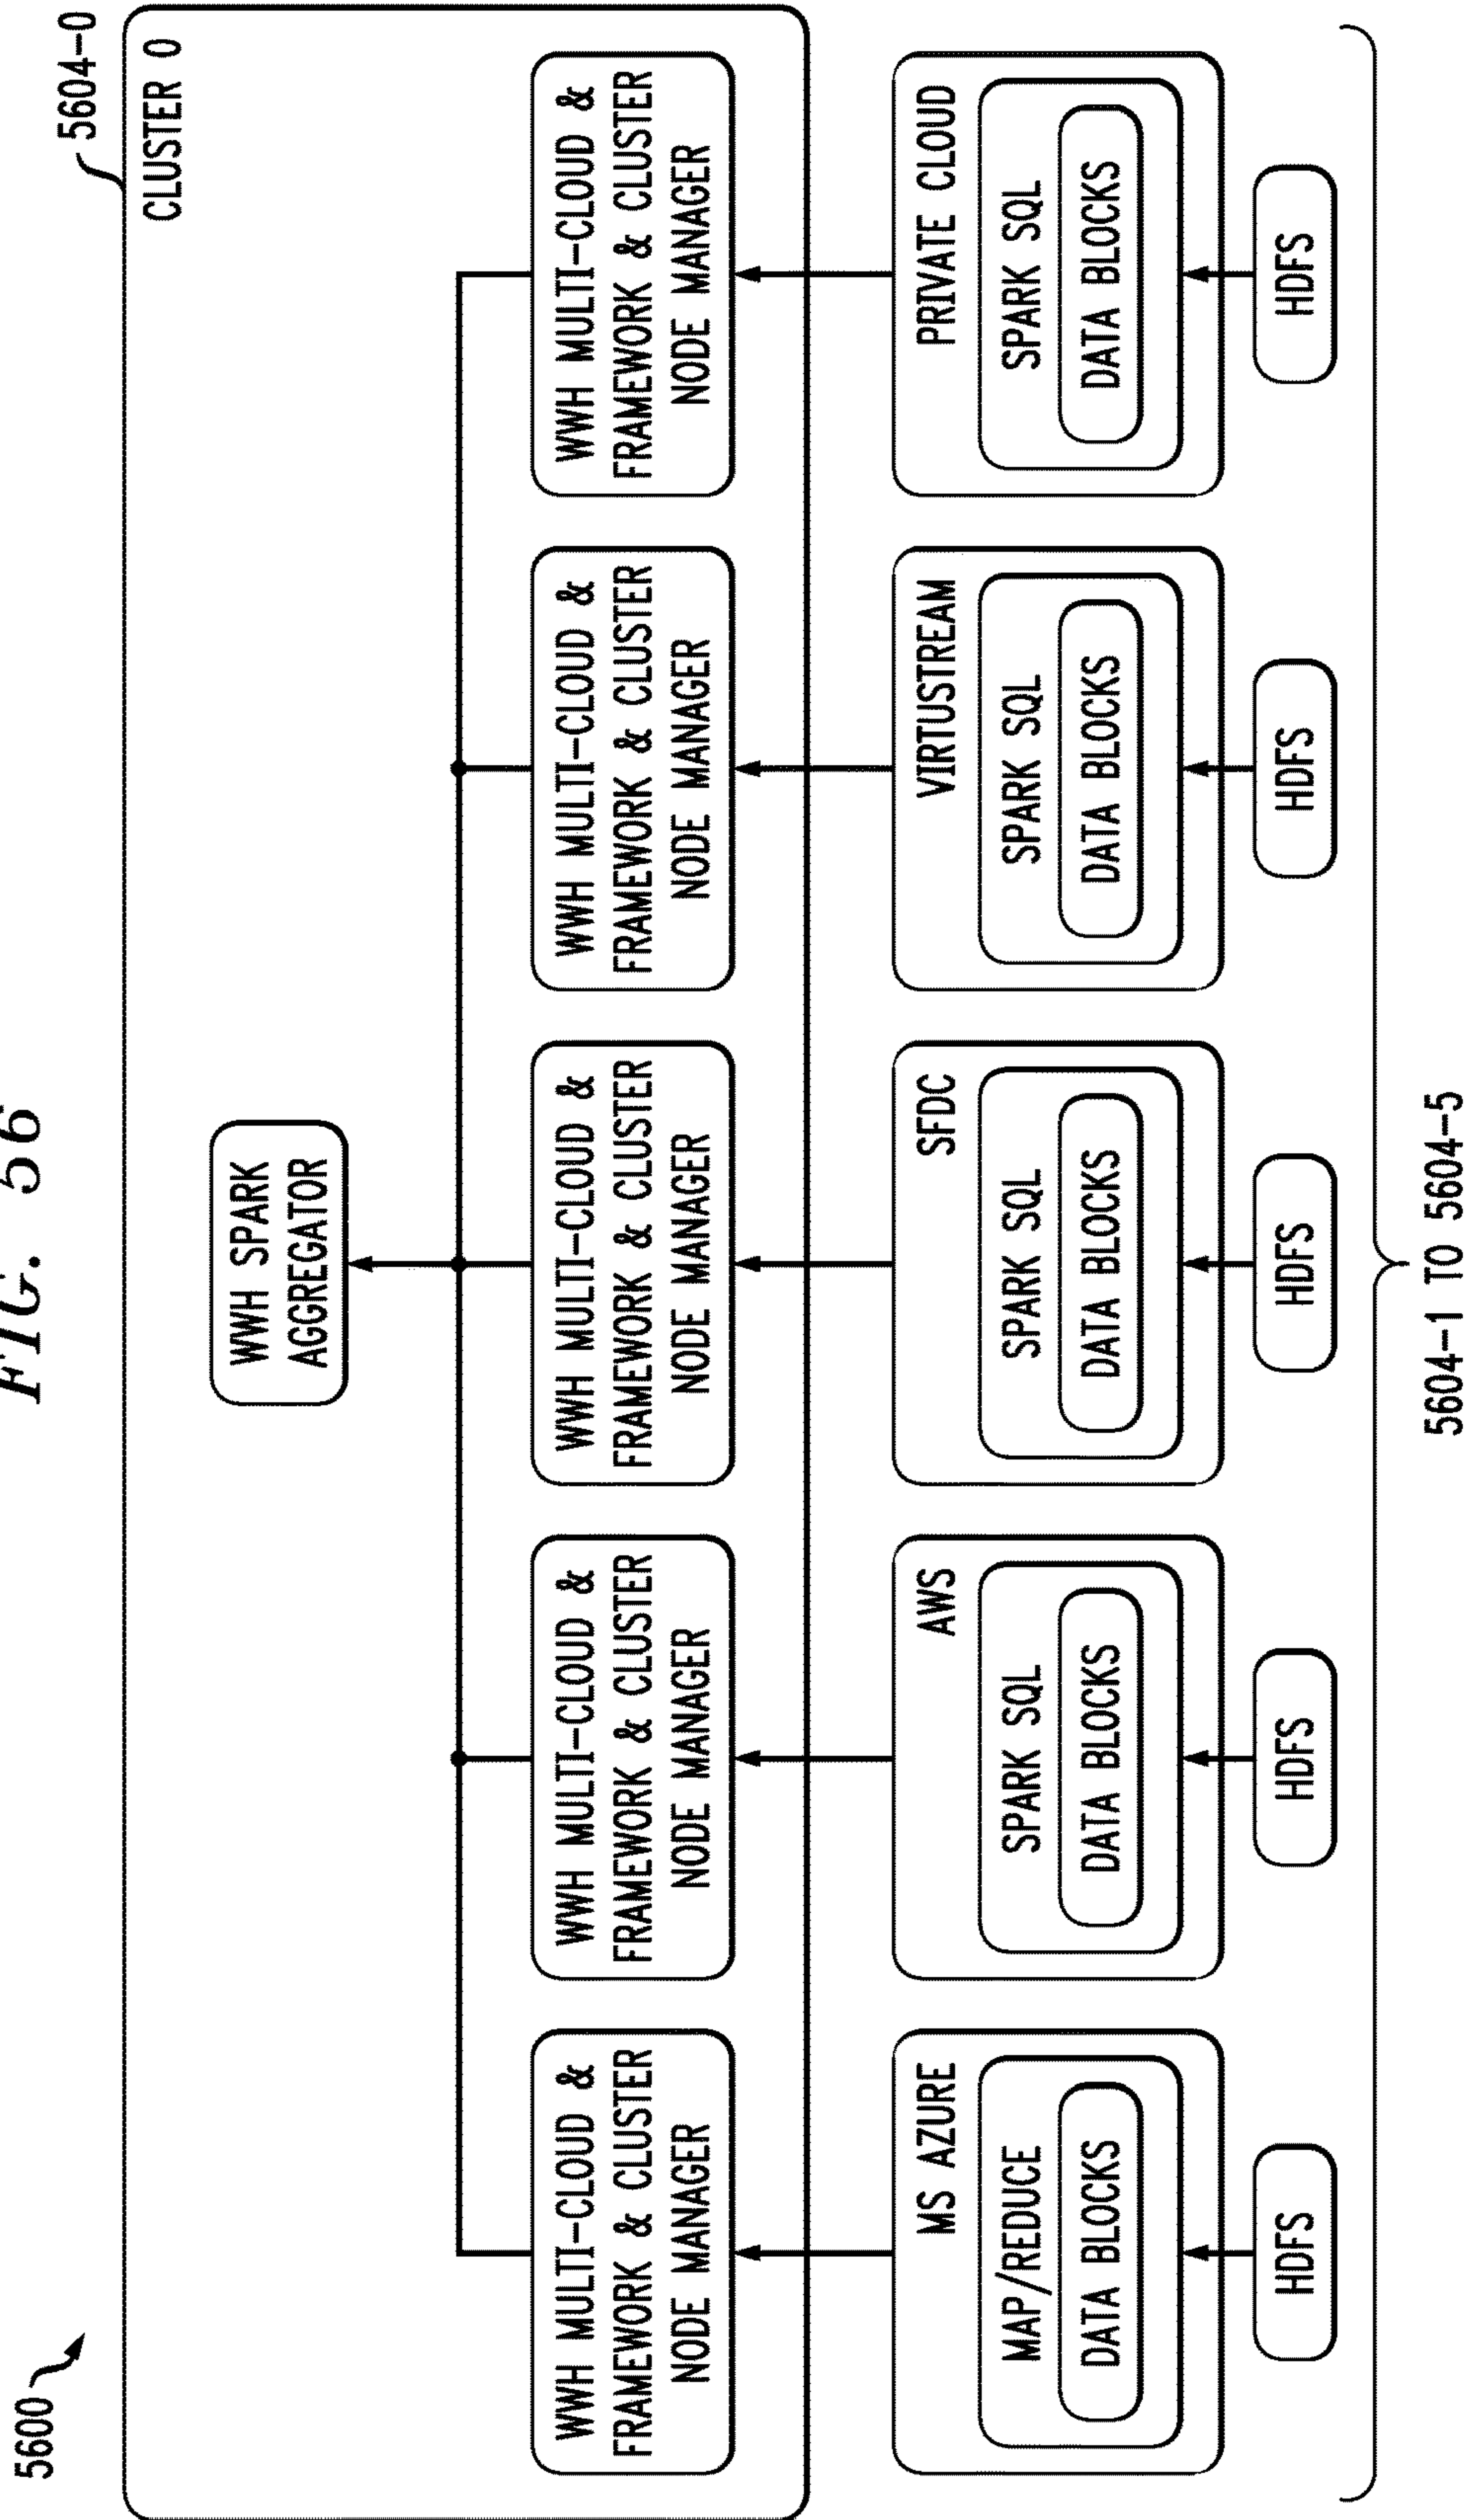 FIG. 56
5600
5604-0
CLUSTER 0
WWH SPARK
AGGREGATOR
WWH MULTI-CLOUD &
FRAMEWORK & CLUSTER
NODE MANAGER
WWH MULTI-CLOUD &
FRAMEWORK & CLUSTER
NODE MANAGER
WWH MULTI-CLOUD &
FRAMEWORK & CLUSTER
NODE MANAGER
WWH MULTI-CLOUD &
FRAMEWORK & CLUSTER
NODE MANAGER
WWH MULTI-CLOUD &
FRAMEWORK & CLUSTER
NODE MANAGER
MS AZURE
MAP/REDUCE
DATA BLOCKS
HDFS
AWS
SPARK SQL
DATA BLOCKS
HDFS
SFDC
SPARK SQL
DATA BLOCKS
HDFS
VIRTUSTREAM
SPARK SQL
DATA BLOCKS
HDFS
PRIVATE CLOUD
SPARK SQL
DATA BLOCKS
HDFS
5604-1 TO 5604-5